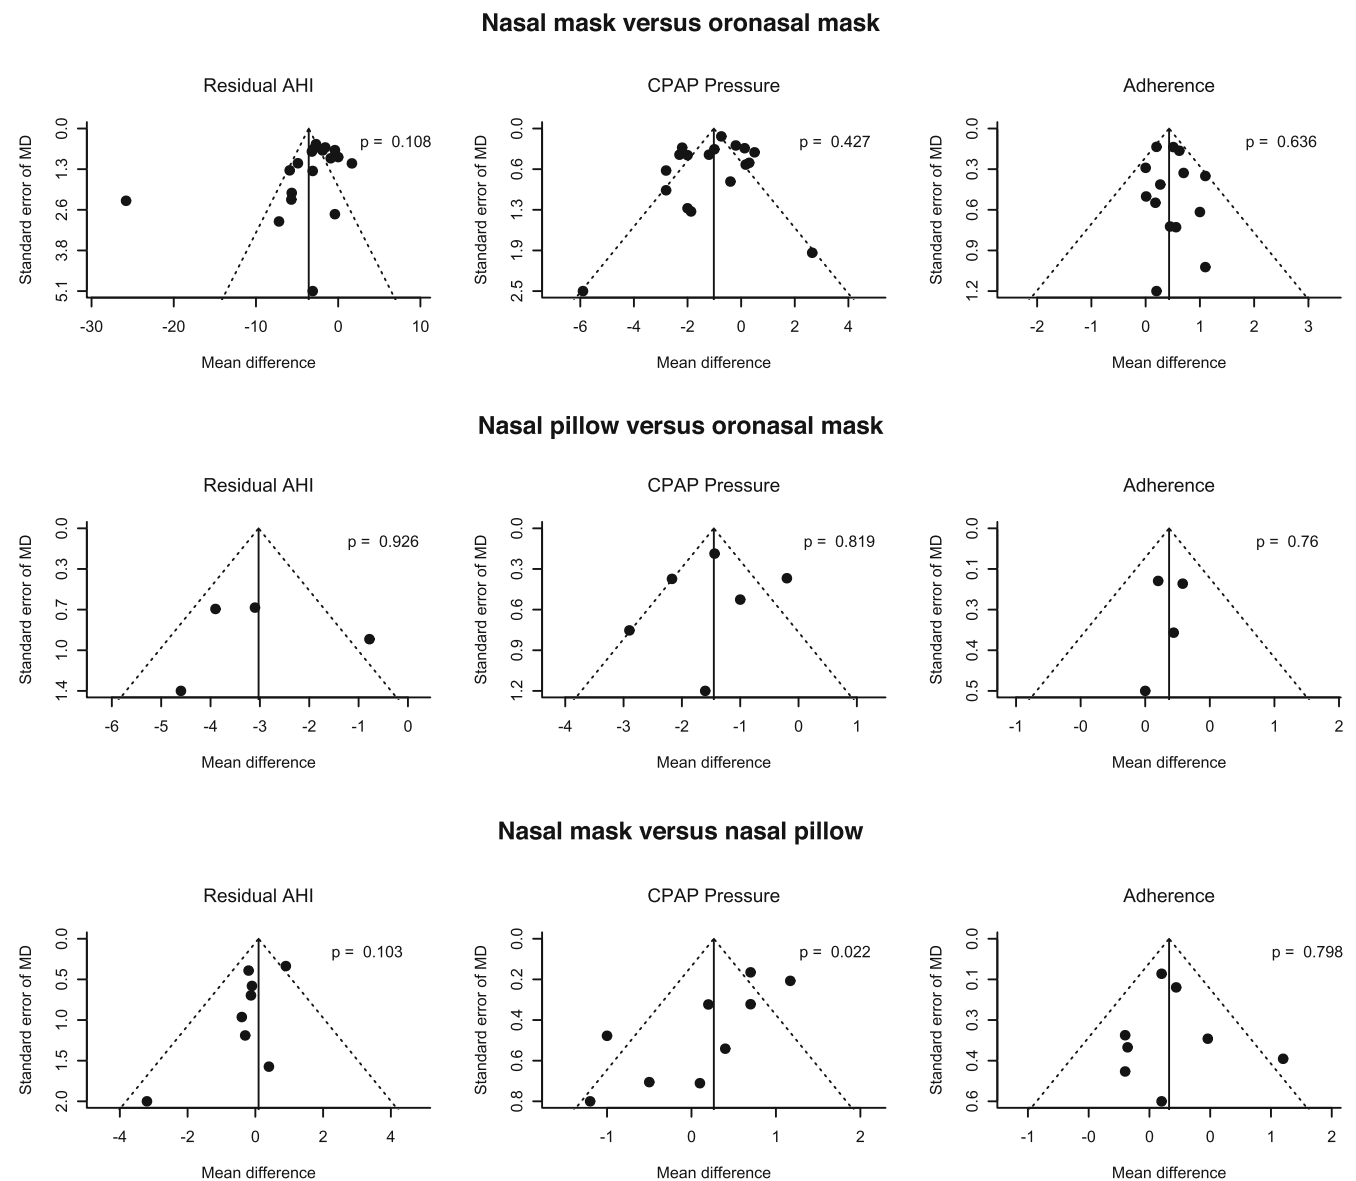 Nasal mask versus oronasal mask
Residual AHI
CPAP Pressure
Adherence
p = 0.108
p = 0.427
p = 0.636
Standard error of MD
0.0
1.3
2.6
3.8
5.1
-30
-20
-10
0
10
Mean difference
Standard error of MD
0.0
0.6
1.3
1.9
2.5
-6
-4
-2
0
2
4
Mean difference
Standard error of MD
0.0
0.3
0.6
0.9
1.2
-2
-1
0
1
2
3
Mean difference
Nasal pillow versus oronasal mask
Residual AHI
CPAP Pressure
Adherence
p = 0.926
p = 0.819
p = 0.76
Standard error of MD
0.0
0.3
0.7
1.0
1.4
-6
-5
-4
-3
-2
-1
0
Mean difference
Standard error of MD
0.0
0.3
0.6
0.9
1.2
-4
-3
-2
-1
0
1
Mean difference
Standard error of MD
0.0
0.1
0.3
0.4
0.5
-1
-0
0
0
1
2
Mean difference
Nasal mask versus nasal pillow
Residual AHI
CPAP Pressure
Adherence
p = 0.103
p = 0.022
p = 0.798
Standard error of MD
0.0
0.5
1.0
1.5
2.0
-4
-2
0
2
4
Mean difference
Standard error of MD
0.0
0.2
0.4
0.6
0.8
-1
0
1
2
Mean difference
Standard error of MD
0.0
0.1
0.3
0.4
0.6
-1
-0
0
0
1
2
Mean difference